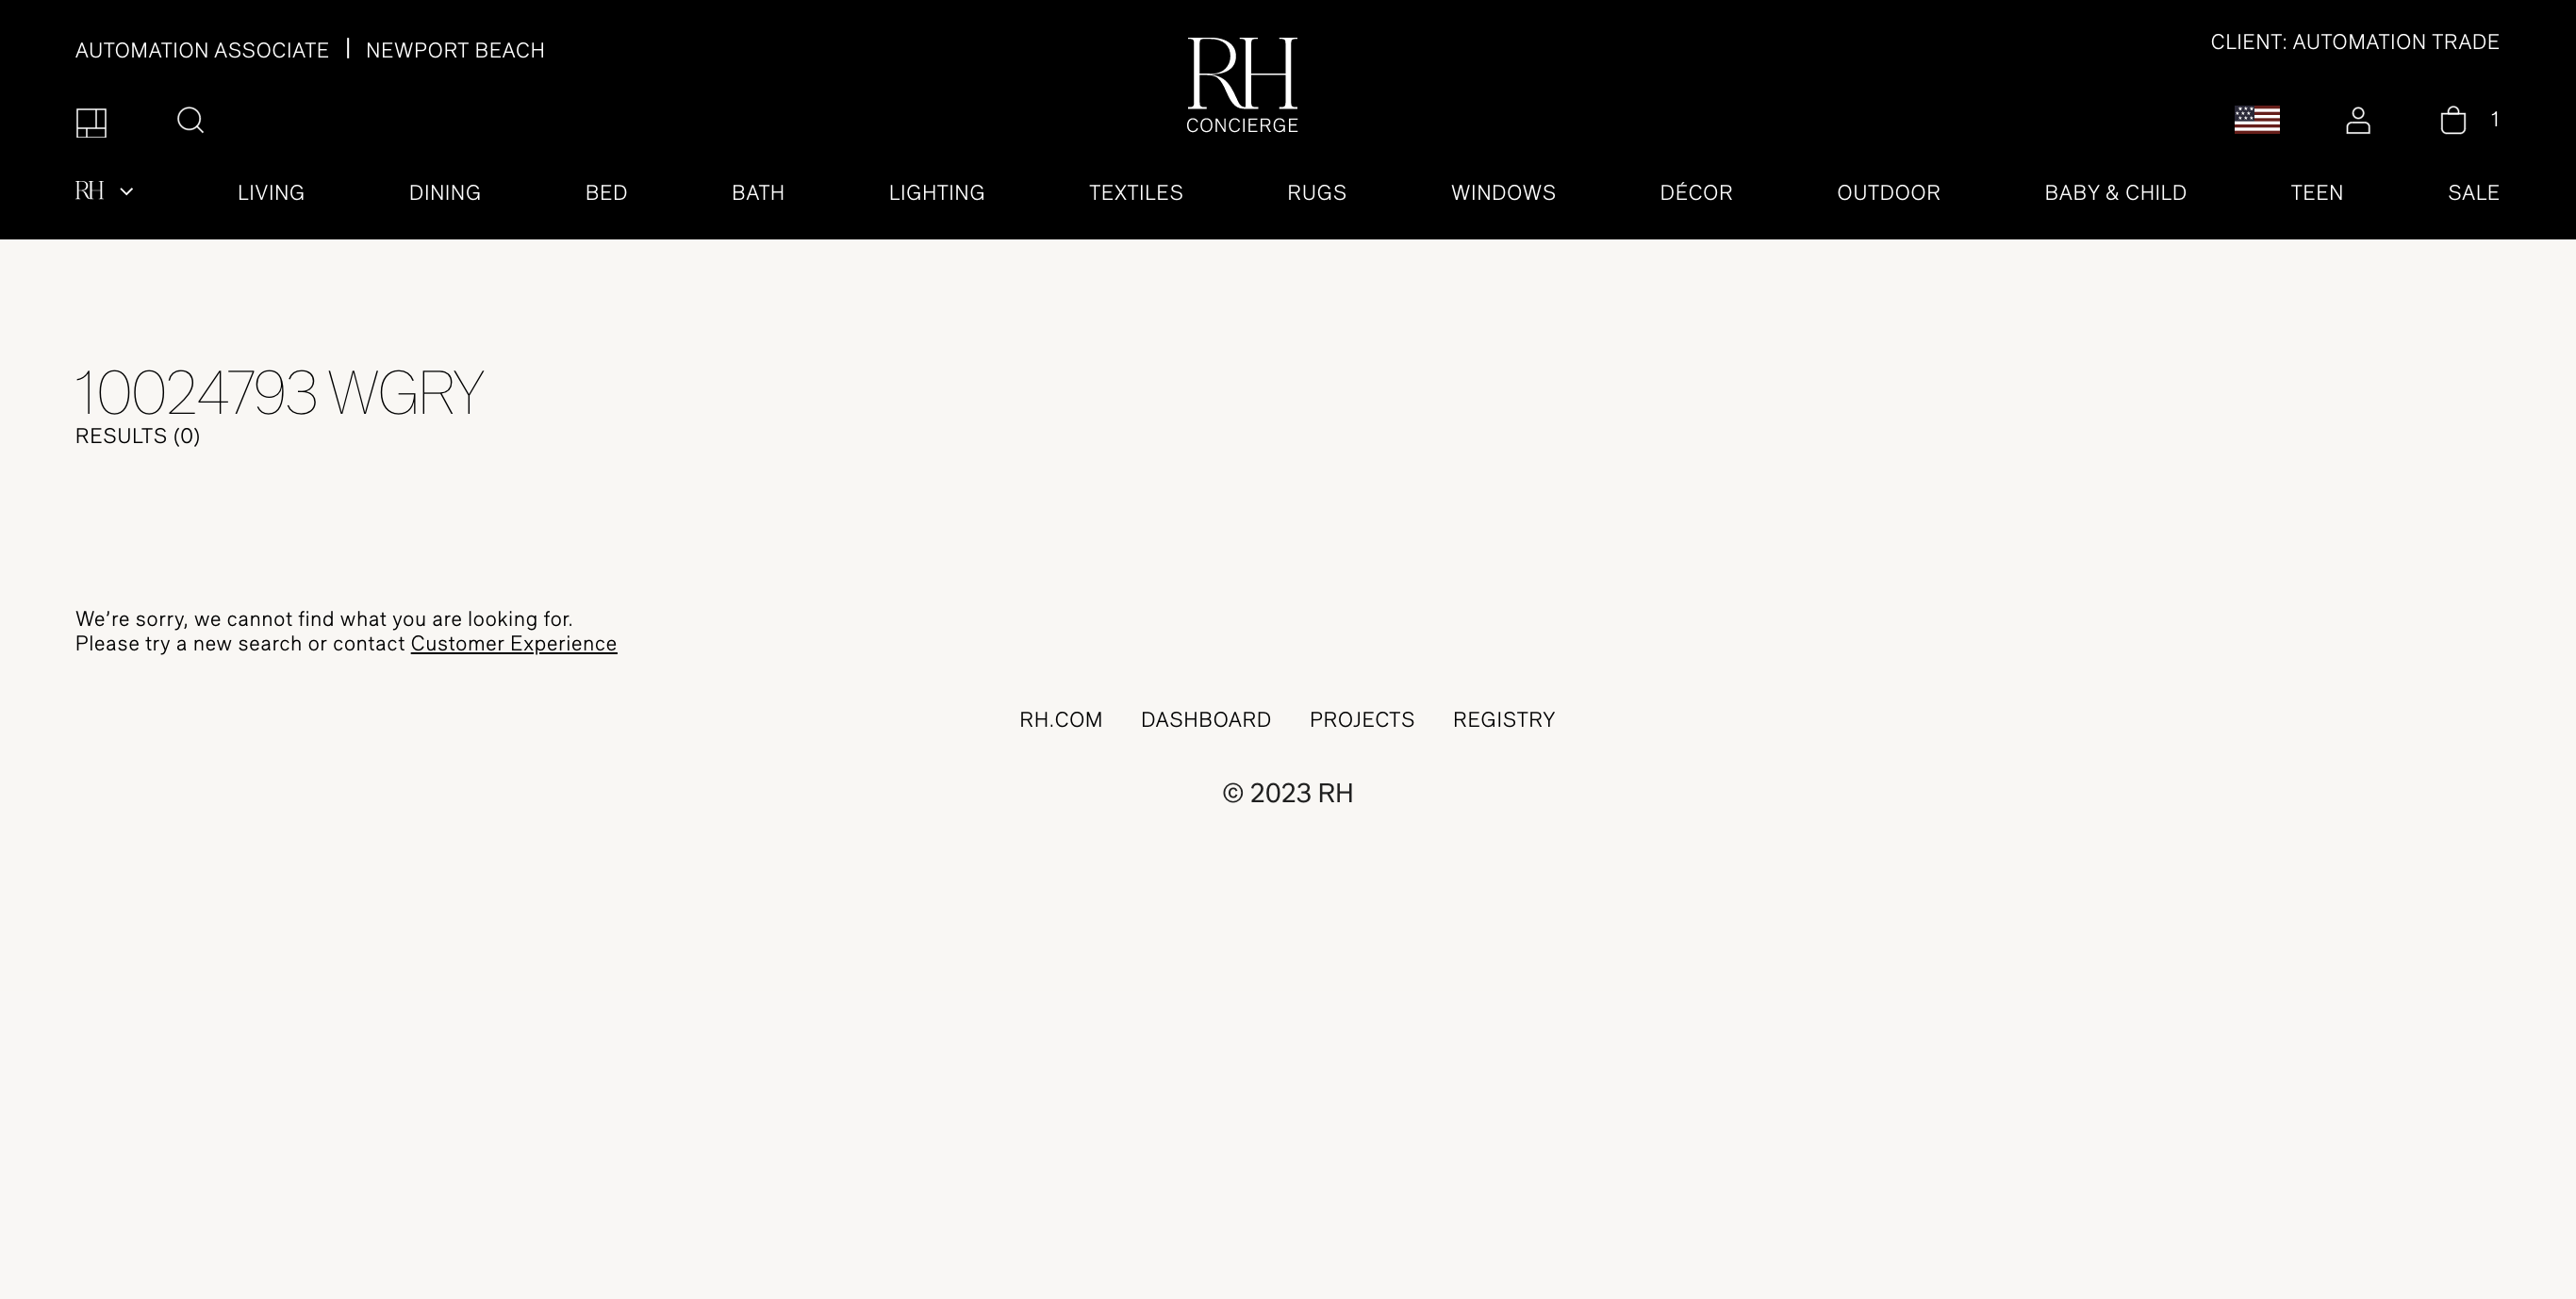 AUTOMATION ASSOCIATE | NEWPORT BEACH
RH
CONCIERGE
CLIENT: AUTOMATION TRADE
1
RH LIVING DINING BED BATH LIGHTING TEXTILES RUGS WINDOWS DÉCOR OUTDOOR BABY & CHILD TEEN SALE
10024793 WGRY
RESULTS (0)
We’re sorry, we cannot find what you are looking for.
Please try a new search or contact Customer Experience
RH.COM DASHBOARD PROJECTS REGISTRY
© 2023 RH